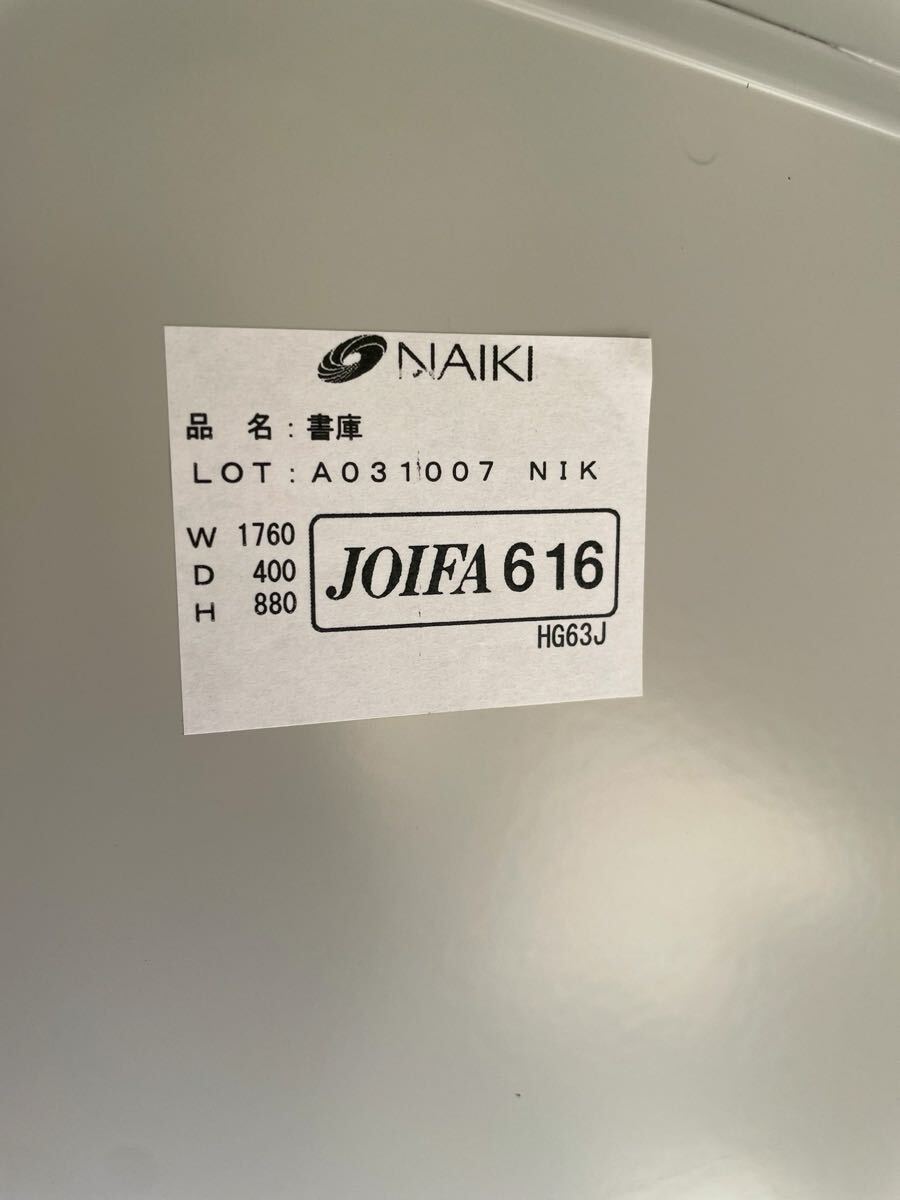 NAIKI
品　名：書庫
LOT：A031007　NIK
W 1760
D 400
H 880
JOIFA 616
HG63J